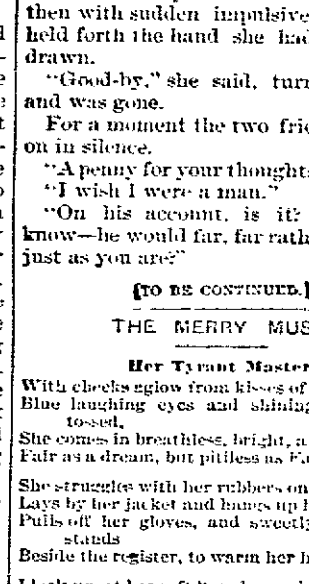 then with sudden impulsive
held forth the hand she had
drawn.
"Good-by," she said, turn
and was gone.
For a moment the two frie
on in silence.
"A penny for your thoughts
"I wish I were a man."
"On his account, is it?
know—he would far, far rath
just as you are?"
[TO BE CONTINUED.]
THE MERRY MUS
Her Tyrant Master
With cheeks aglow from kisses of
Blue laughing eyes and shining
tossed,
She comes in breathless, bright, a
Fair as a dream, but pitiless as Fa
She struggles with her rubbers on
Lays by her jacket and hangs up h
Pulls off her gloves, and sweetly
stands
Beside the register, to warm her h